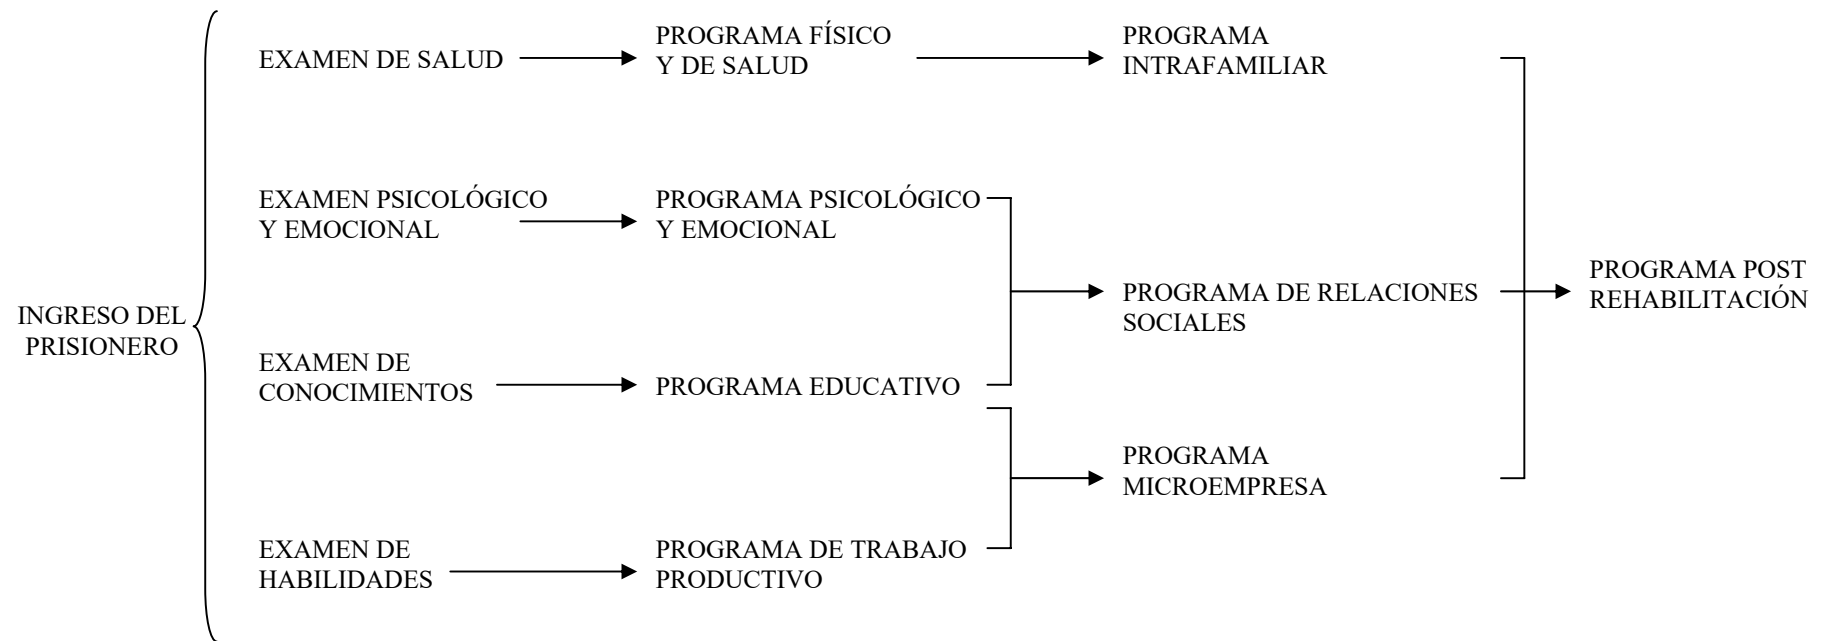 INGRESO DEL
PRISIONERO
EXAMEN DE SALUD
PROGRAMA FÍSICO
Y DE SALUD
PROGRAMA
INTRAFAMILIAR
EXAMEN PSICOLÓGICO
Y EMOCIONAL
PROGRAMA PSICOLÓGICO
Y EMOCIONAL
PROGRAMA DE RELACIONES
SOCIALES
EXAMEN DE
CONOCIMIENTOS
PROGRAMA EDUCATIVO
PROGRAMA
MICROEMPRESA
EXAMEN DE
HABILIDADES
PROGRAMA DE TRABAJO
PRODUCTIVO
PROGRAMA POST
REHABILITACIÓN